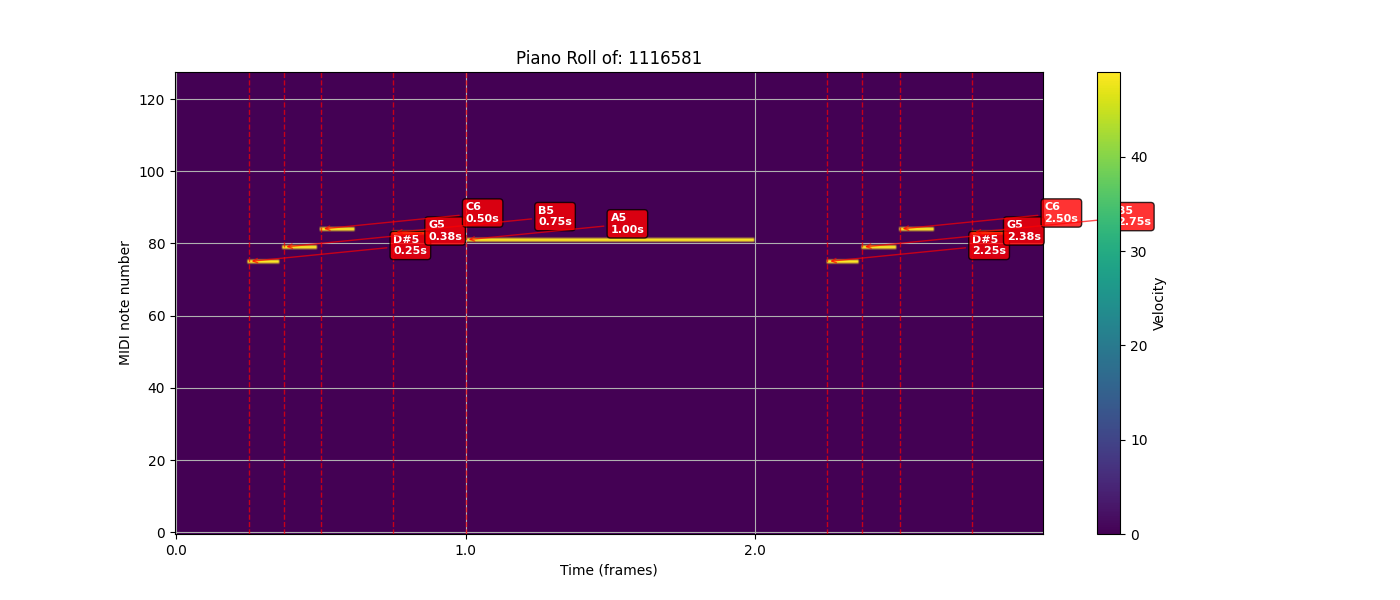 Piano Roll of: 1116581
MIDI note number
120
100
80
60
40
20
0
D#5
0.25s
G5
0.38s
C6
0.50s
B5
0.75s
A5
1.00s
D#5
2.25s
G5
2.38s
C6
2.50s
B5
2.75s
0.0
1.0
2.0
Time (frames)
40
30
20
10
0
Velocity